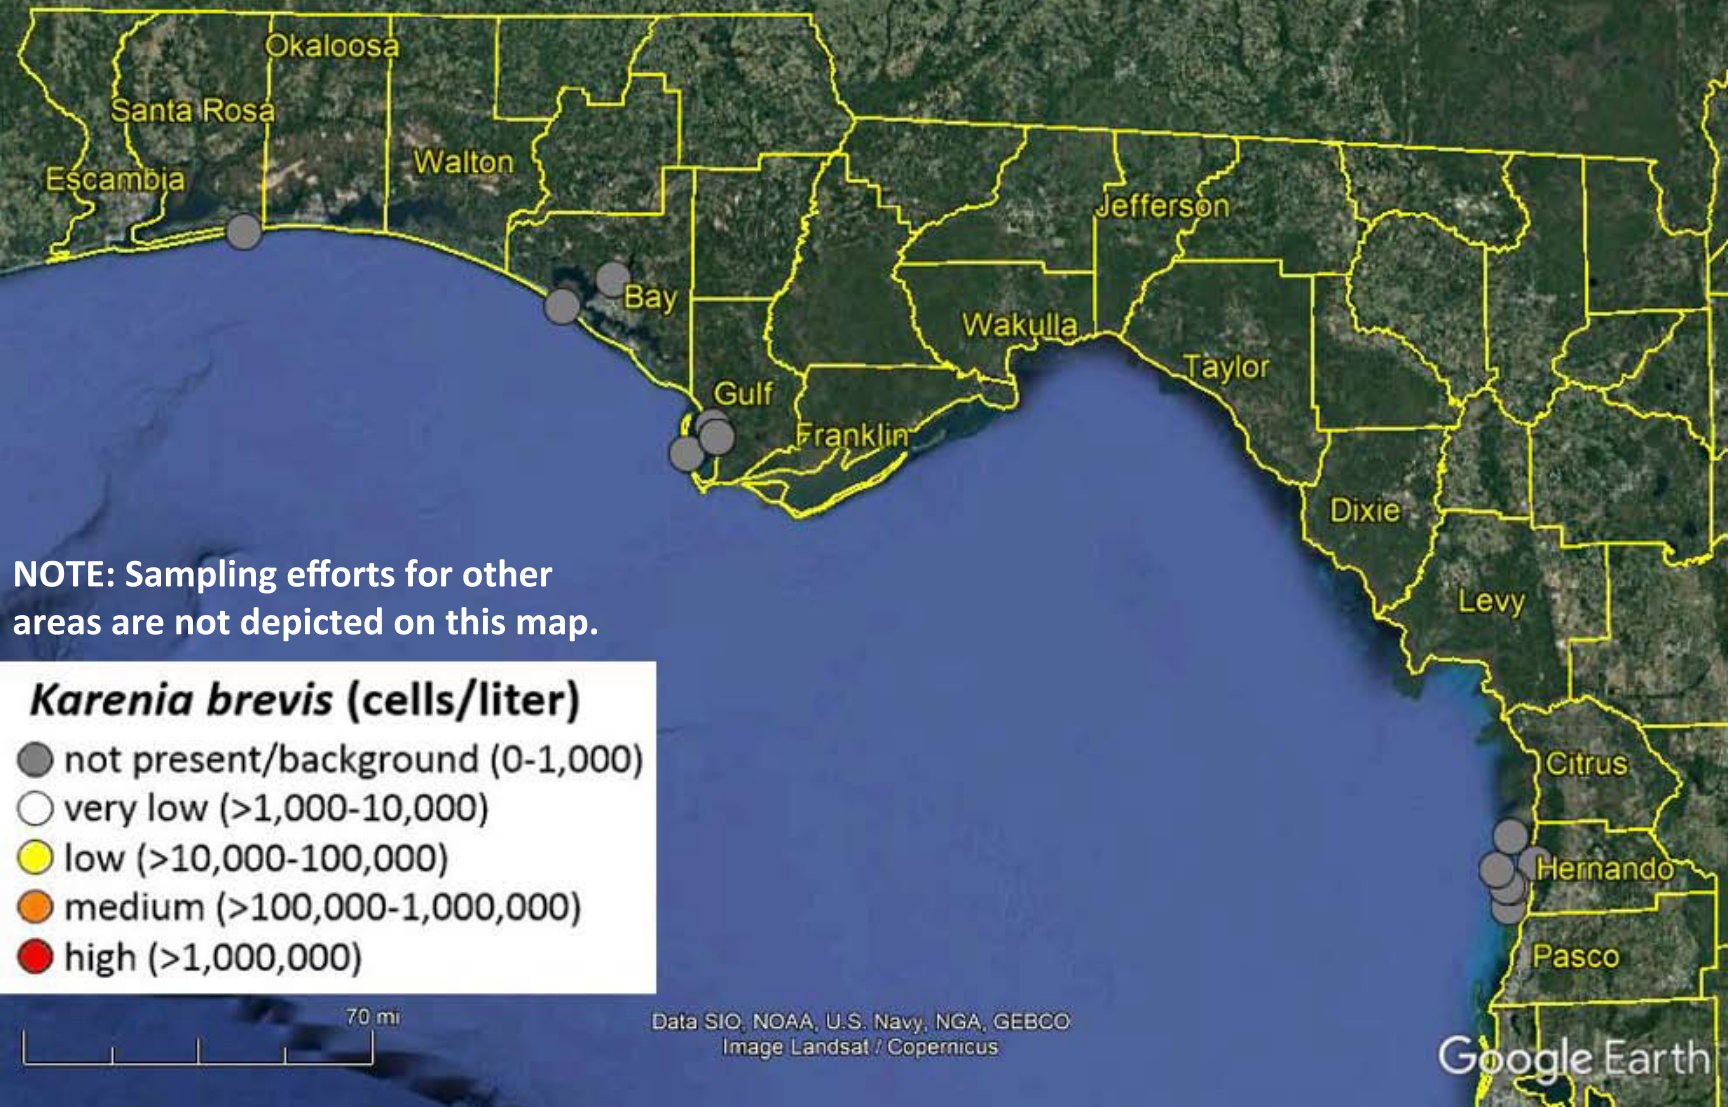 Okaloosa
Santa Rosa
Walton
Escambia
Jefferson
Bay
Wakulla
Taylor
Gulf
Franklin
Dixie
NOTE: Sampling efforts for other
areas are not depicted on this map.
Levy
Karenia brevis (cells/liter)
not present/background (0-1,000)
very low (>1,000-10,000)
low (>10,000-100,000)
medium (>100,000-1,000,000)
high (>1,000,000)
Citrus
Hernando
Pasco
70 mi
Data SIO, NOAA, U.S. Navy, NGA, GEBCO
Image Landsat / Copernicus
Google Earth